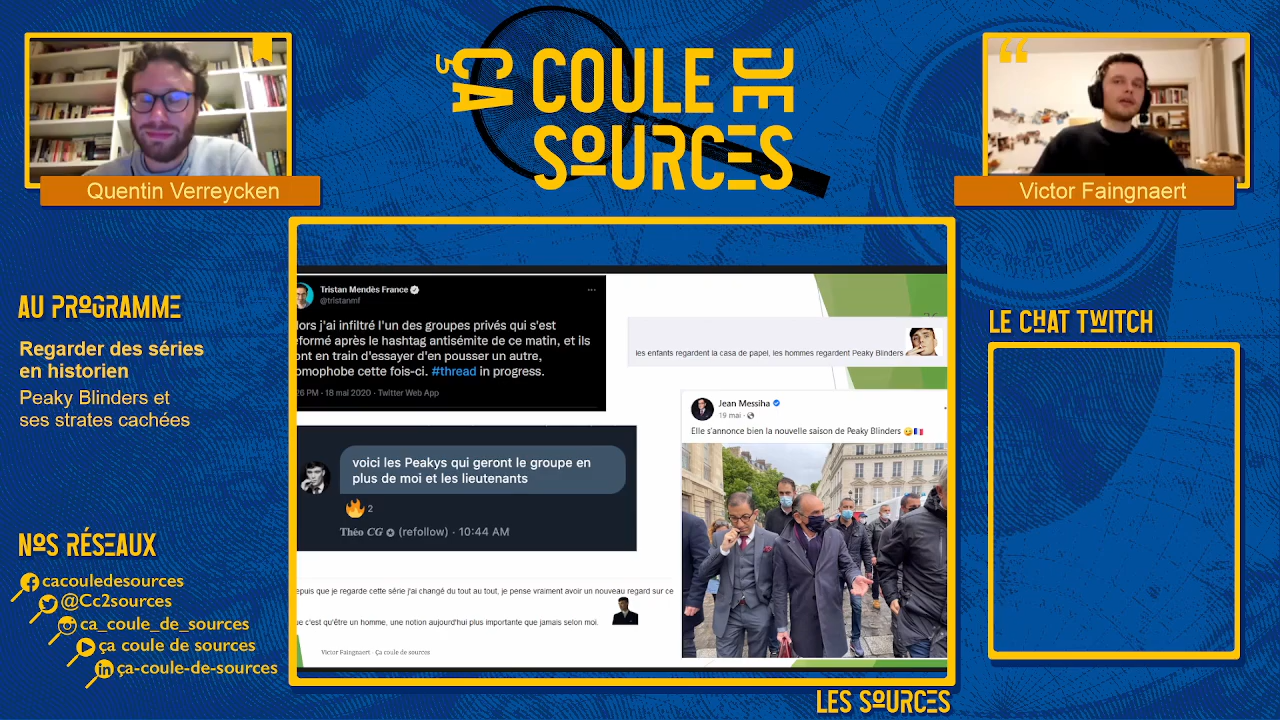 ÇA COULE DE SOURCES
Quentin Verreycken
Victor Faingnaert
AU PROGRAMME
Regarder des séries
en historien
Peaky Blinders et
ses strates cachées
NOS RÉSEAUX
cacouledesources
@Cc2sources
ca_coule_de_sources
ça coule de sources
ça-coule-de-sources
Tristan Mendès France
@tristanmf
lors j'ai infiltré l'un des groupes privés qui s'est
eformé après le hashtag antisémite de ce matin, et ils
ont en train d'essayer d'en pousser un autre,
omophobe cette fois-ci. #thread in progress.
26 PM · 18 mai 2020 · Twitter Web App
voici les Peakys qui geront le groupe en
plus de moi et les lieutenants
2
Théo CG (refollow) · 10:44 AM
epuis que je regarde cette série j'ai changé du tout au tout, je pense vraiment avoir un nouveau regard sur ce
ue c'est qu'être un homme, une notion aujourd'hui plus importante que jamais selon moi.
Victor Faingnaert - Ça coule de sources
les enfants regardent la casa de papel, les hommes regardent Peaky Blinders
Jean Messiha
19 mai ·
Elle s'annonce bien la nouvelle saison de Peaky Blinders
LE CHAT TWITCH
LES SOURCES